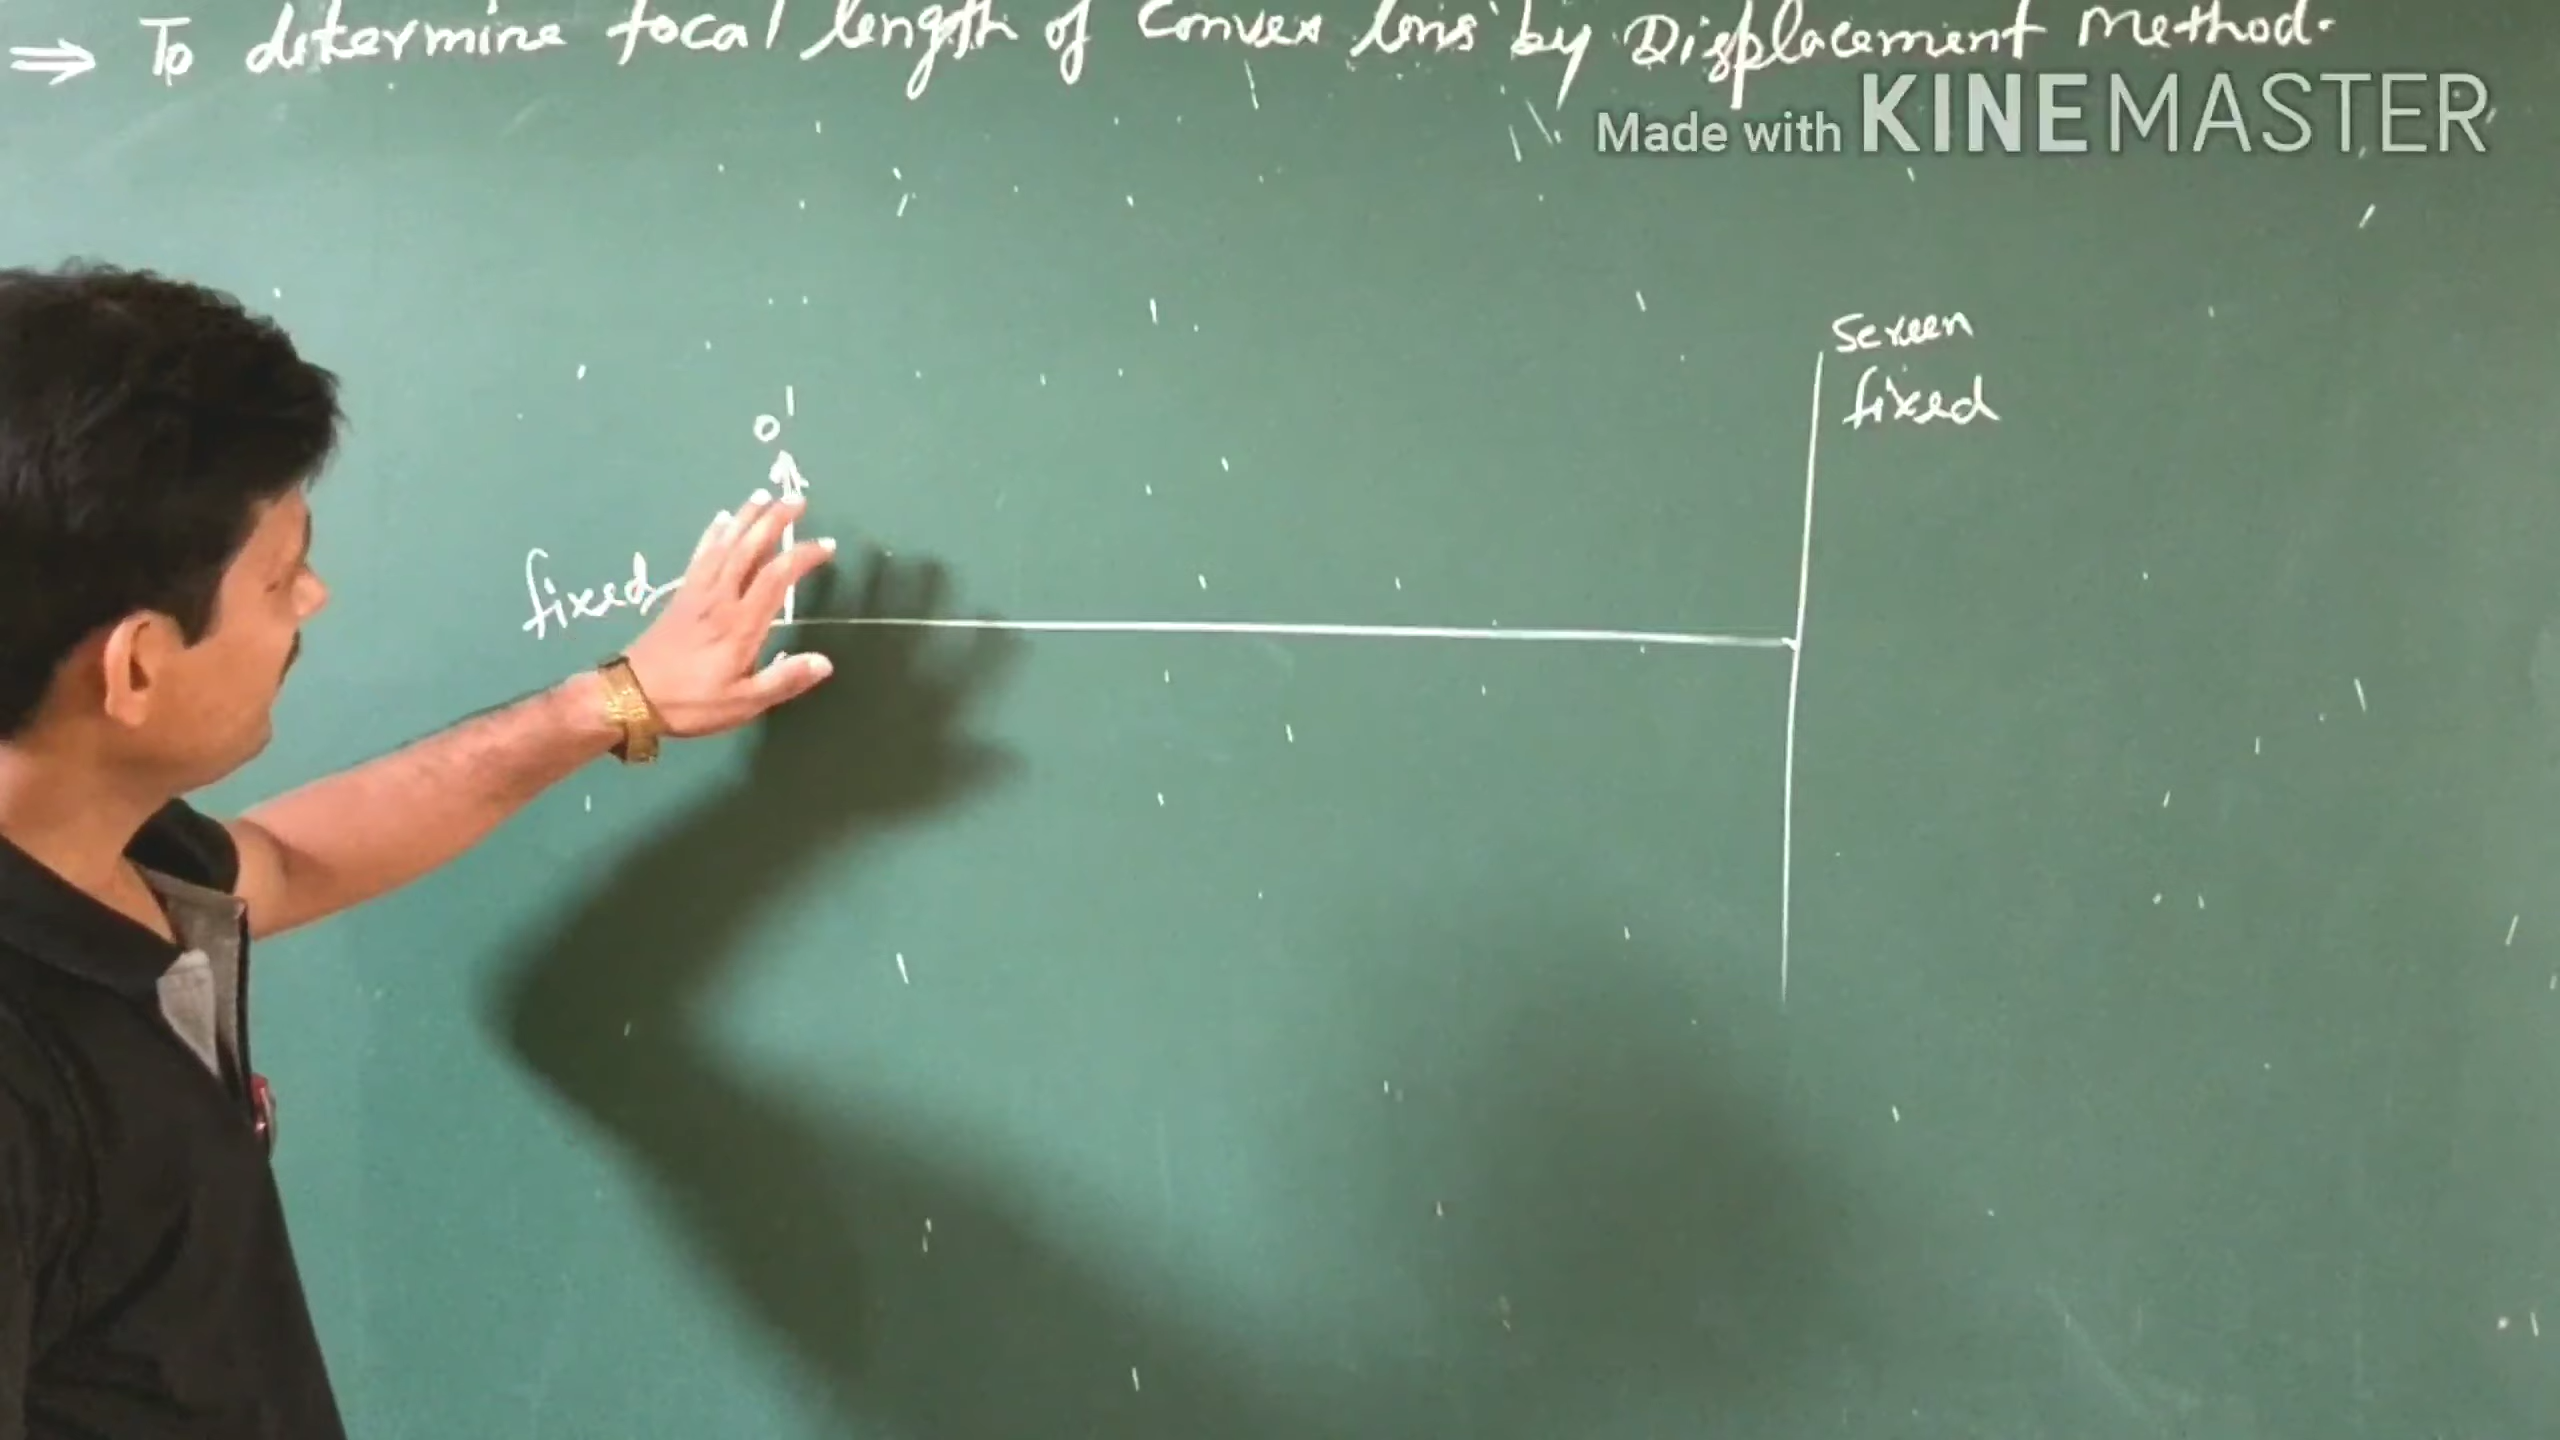 ⇒ To determine focal length of Convex lens by Displacement Method.
Made with KINEMASTER
Screen
fixed
O'
fixed